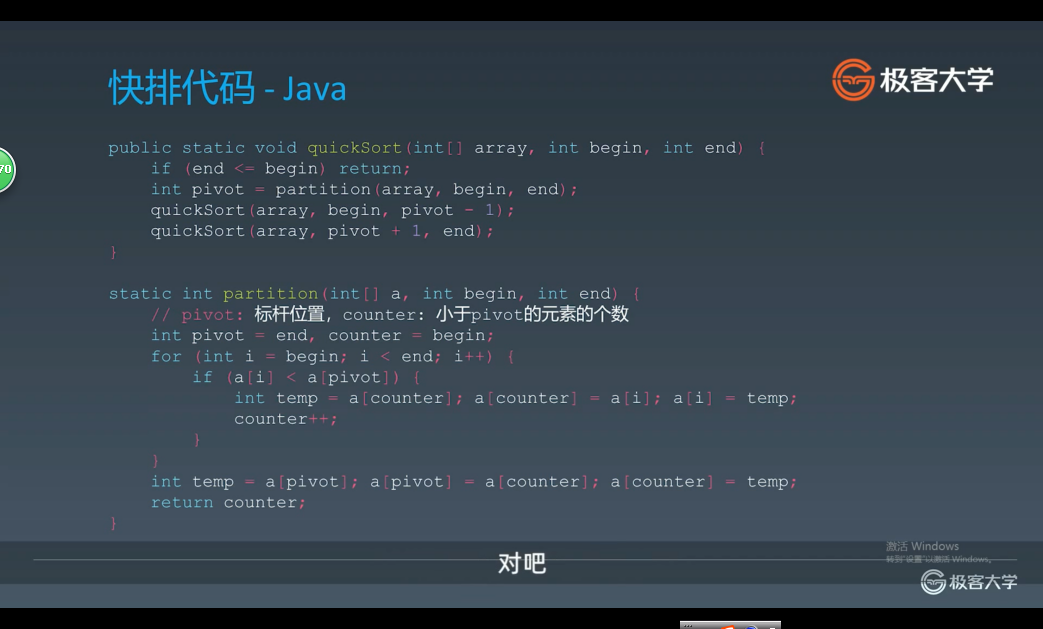 快排代码 - Java
极客大学
70
public static void quickSort(int[] array, int begin, int end) {
    if (end <= begin) return;
    int pivot = partition(array, begin, end);
    quickSort(array, begin, pivot - 1);
    quickSort(array, pivot + 1, end);
}
static int partition(int[] a, int begin, int end) {
    // pivot: 标杆位置, counter: 小于pivot的元素的个数
    int pivot = end, counter = begin;
    for (int i = begin; i < end; i++) {
        if (a[i] < a[pivot]) {
            int temp = a[counter]; a[counter] = a[i]; a[i] = temp;
            counter++;
        }
    }
    int temp = a[pivot]; a[pivot] = a[counter]; a[counter] = temp;
    return counter;
}
对吧
激活 Windows
转到"设置"以激活 Windows。
极客大学